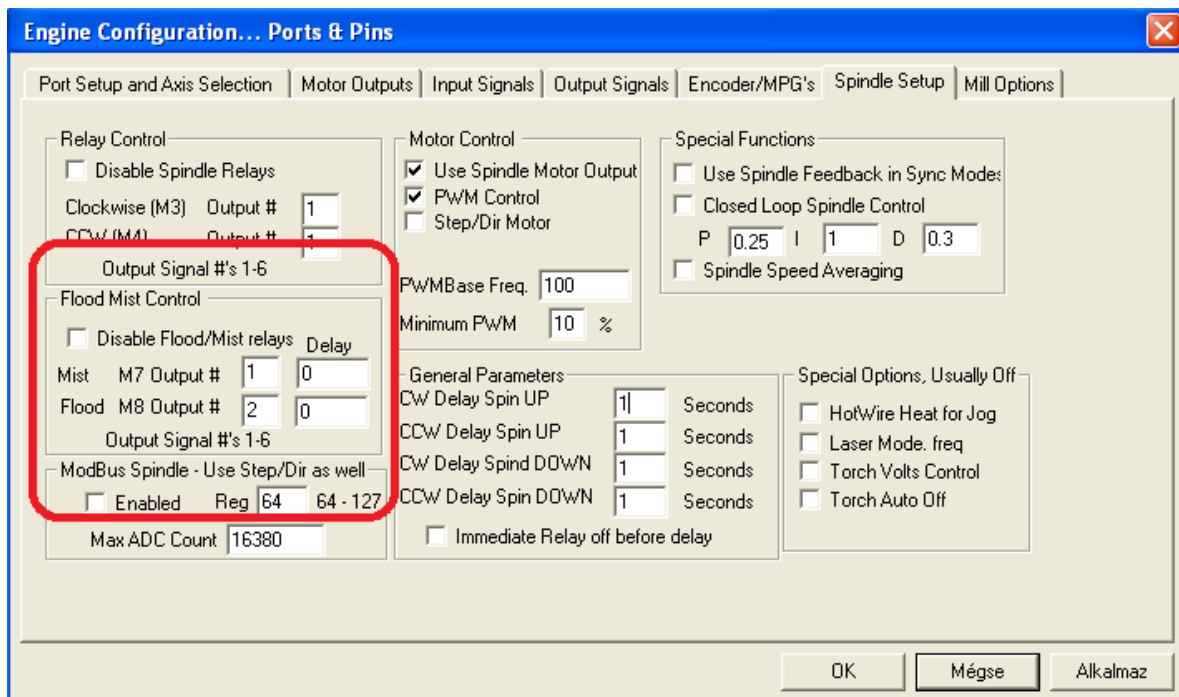 Engine Configuration... Ports & Pins
Port Setup and Axis Selection
Motor Outputs
Input Signals
Output Signals
Encoder/MPG's
Spindle Setup
Mill Options
Relay Control
Disable Spindle Relays
Clockwise (M3) Output # 1
CCW (M4) Output # 1
Output Signal #'s 1-6
Flood Mist Control
Disable Flood/Mist relays Delay
Mist M7 Output # 1 0
Flood M8 Output # 2 0
Output Signal #'s 1-6
ModBus Spindle - Use Step/Dir as well
Enabled Reg 64 64 - 127
Max ADC Count 16380
Motor Control
Use Spindle Motor Output
PWM Control
Step/Dir Motor
PWMBase Freq. 100
Minimum PWM 10 %
General Parameters
CW Delay Spin UP 1 Seconds
CCW Delay Spin UP 1 Seconds
CW Delay Spind DOWN 1 Seconds
CCW Delay Spin DOWN 1 Seconds
Immediate Relay off before delay
Special Functions
Use Spindle Feedback in Sync Modes
Closed Loop Spindle Control
P 0.25 I 1 D 0.3
Spindle Speed Averaging
Special Options, Usually Off
HotWire Heat for Jog
Laser Mode. freq
Torch Volts Control
Torch Auto Off
OK
Mégse
Alkalmaz